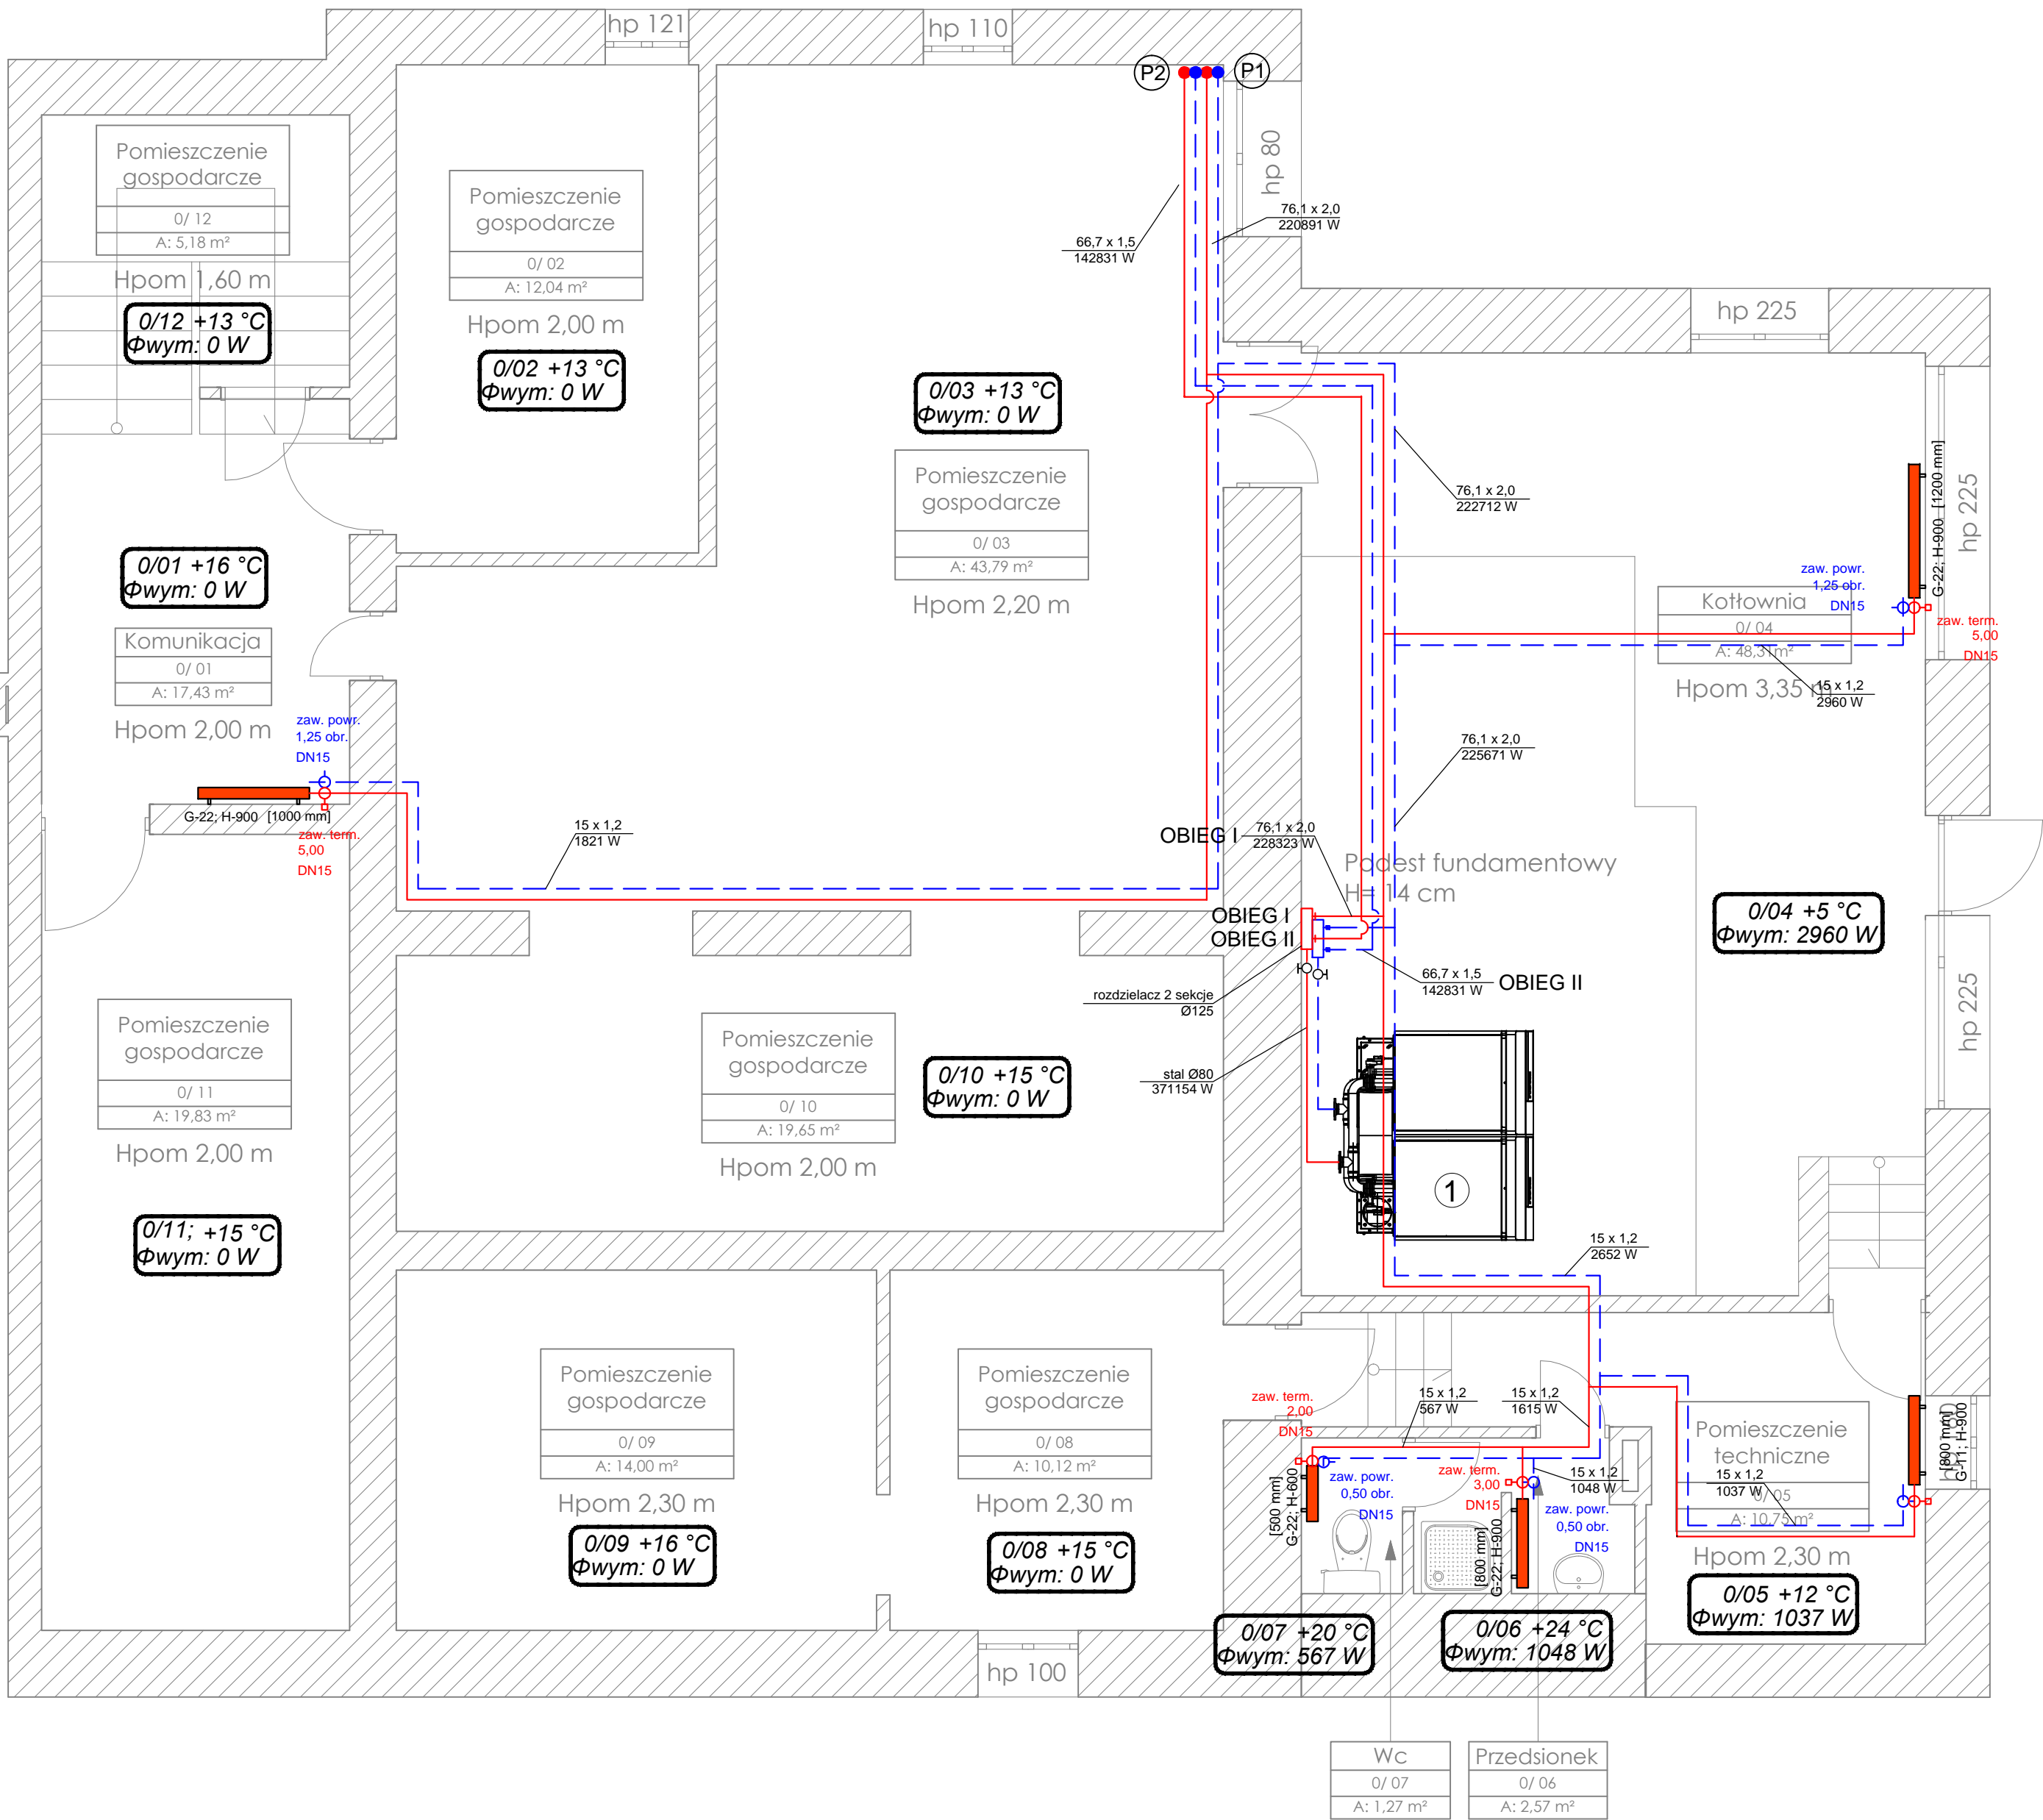 hp 121
hp 110
P2
P1
hp 80
Pomieszczenie
gospodarcze
0/ 12
A: 5,18 m²
Hpom 1,60 m
0/12 +13 °C
Φwym: 0 W
Pomieszczenie
gospodarcze
0/ 02
A: 12,04 m²
Hpom 2,00 m
0/02 +13 °C
Φwym: 0 W
66,7 x 1,5
142831 W
76,1 x 2,0
220891 W
hp 225
0/03 +13 °C
Φwym: 0 W
Pomieszczenie
gospodarcze
0/ 03
A: 43,79 m²
Hpom 2,20 m
76,1 x 2,0
222712 W
G-22; H-900 [1200 mm]
hp 225
zaw. powr.
1,25 obr.
DN15
zaw. term.
5,00
DN15
Kotłownia
0/ 04
A: 48,31m²
Hpom 3,35 m
15 x 1,2
2960 W
0/01 +16 °C
Φwym: 0 W
Komunikacja
0/ 01
A: 17,43 m²
Hpom 2,00 m
zaw. powr.
1,25 obr.
DN15
G-22; H-900 [1000 mm]
zaw. term.
5,00
DN15
15 x 1,2
1821 W
76,1 x 2,0
225671 W
OBIEG I
76,1 x 2,0
228323 W
Podest fundamentowy
H= 14 cm
OBIEG I
OBIEG II
66,7 x 1,5
142831 W
OBIEG II
rozdzielacz 2 sekcje
Ø125
stal Ø80
371154 W
0/04 +5 °C
Φwym: 2960 W
hp 225
Pomieszczenie
gospodarcze
0/ 11
A: 19,83 m²
Hpom 2,00 m
0/11; +15 °C
Φwym: 0 W
Pomieszczenie
gospodarcze
0/ 10
A: 19,65 m²
Hpom 2,00 m
0/10 +15 °C
Φwym: 0 W
1
15 x 1,2
2652 W
Pomieszczenie
gospodarcze
0/ 09
A: 14,00 m²
Hpom 2,30 m
0/09 +16 °C
Φwym: 0 W
Pomieszczenie
gospodarcze
0/ 08
A: 10,12 m²
Hpom 2,30 m
0/08 +15 °C
Φwym: 0 W
hp 100
zaw. term.
2,00
DN15
15 x 1,2
567 W
15 x 1,2
1615 W
[500 mm]
G-22; H-600
zaw. powr.
0,50 obr.
DN15
zaw. term.
3,00
DN15
[800 mm]
G-22; H-900
15 x 1,2
1048 W
zaw. powr.
0,50 obr.
DN15
Pomieszczenie
techniczne
0/ 05
A: 10,75 m²
15 x 1,2
1037 W
Hpom 2,30 m
[800 mm]
G-11; H-900
0/05 +12 °C
Φwym: 1037 W
0/07 +20 °C
Φwym: 567 W
0/06 +24 °C
Φwym: 1048 W
Wc
0/ 07
A: 1,27 m²
Przedsionek
0/ 06
A: 2,57 m²